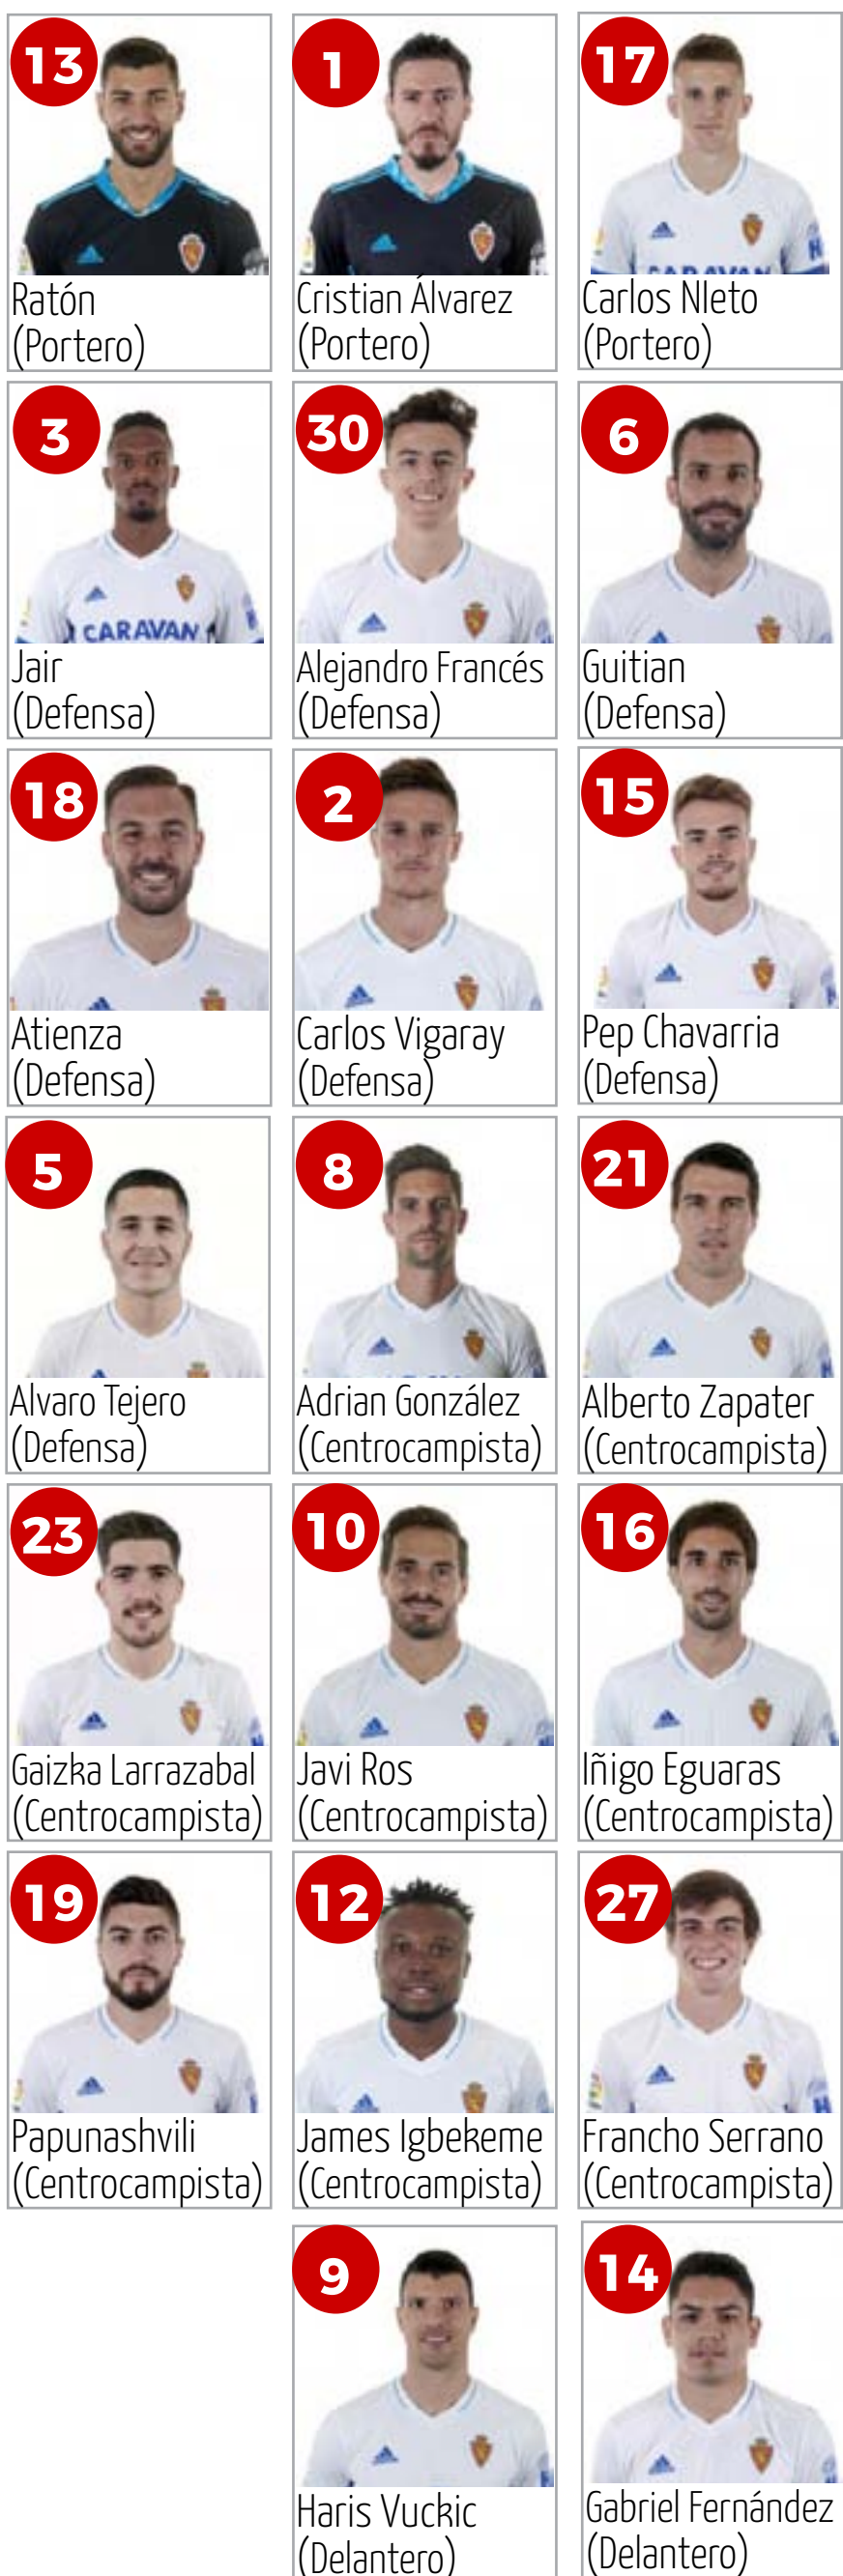 13
Ratón
(Portero)
1
Cristian Álvarez
(Portero)
17
CARAVAN
Carlos NIeto
(Portero)
3
CARAVAN
Jair
(Defensa)
30
Alejandro Francés
(Defensa)
6
Guitian
(Defensa)
18
Atienza
(Defensa)
2
Carlos Vigaray
(Defensa)
15
Pep Chavarria
(Defensa)
5
Alvaro Tejero
(Defensa)
8
Adrian González
(Centrocampista)
21
Alberto Zapater
(Centrocampista)
23
Gaizka Larrazabal
(Centrocampista)
10
Javi Ros
(Centrocampista)
16
Iñigo Eguaras
(Centrocampista)
19
Papunashvili
(Centrocampista)
12
James Igbekeme
(Centrocampista)
27
Francho Serrano
(Centrocampista)
9
Haris Vuckic
(Delantero)
14
Gabriel Fernández
(Delantero)